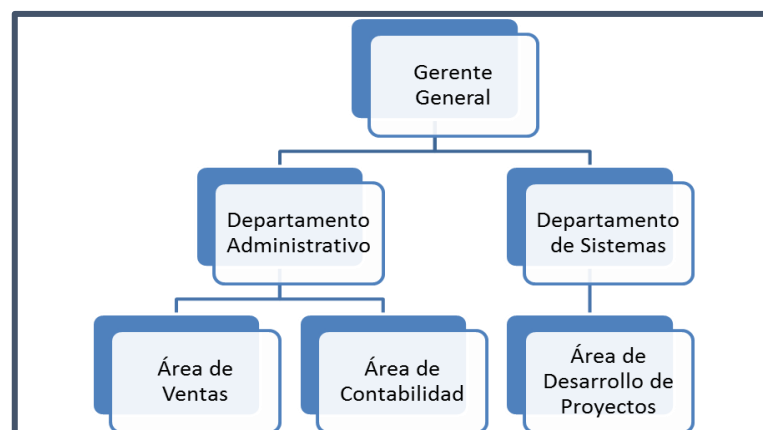 Gerente
General
Departamento
Administrativo
Departamento
de Sistemas
Área de
Ventas
Área de
Contabilidad
Área de
Desarrollo de
Proyectos